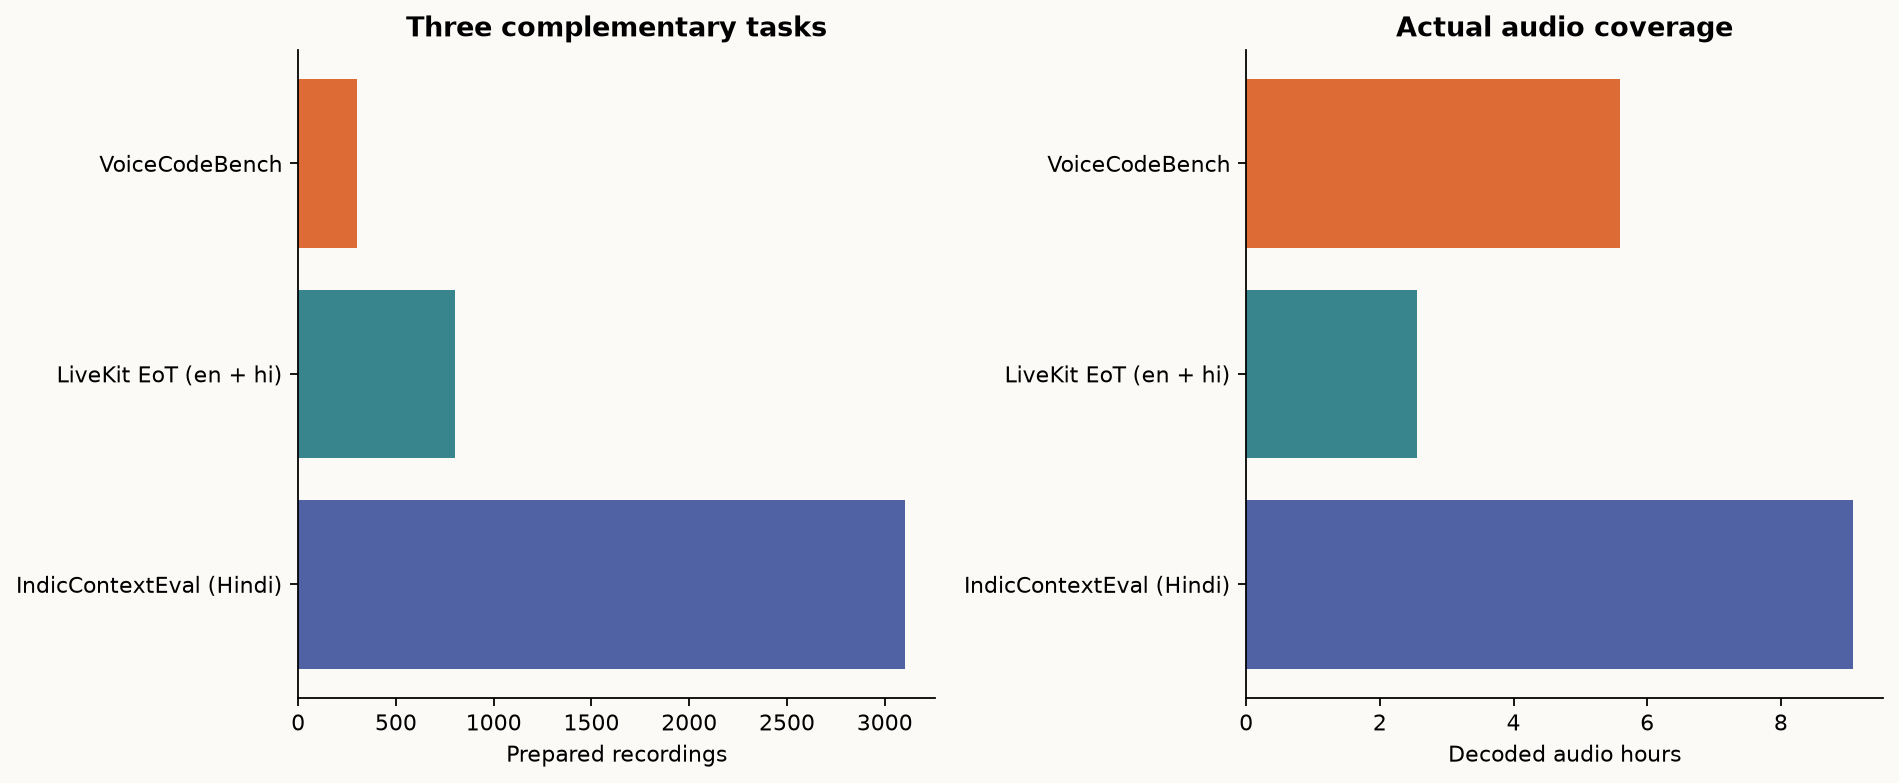 Three complementary tasks
VoiceCodeBench
LiveKit EoT (en + hi)
IndicContextEval (Hindi)
0 500 1000 1500 2000 2500 3000
Prepared recordings
Actual audio coverage
VoiceCodeBench
LiveKit EoT (en + hi)
IndicContextEval (Hindi)
0 2 4 6 8
Decoded audio hours